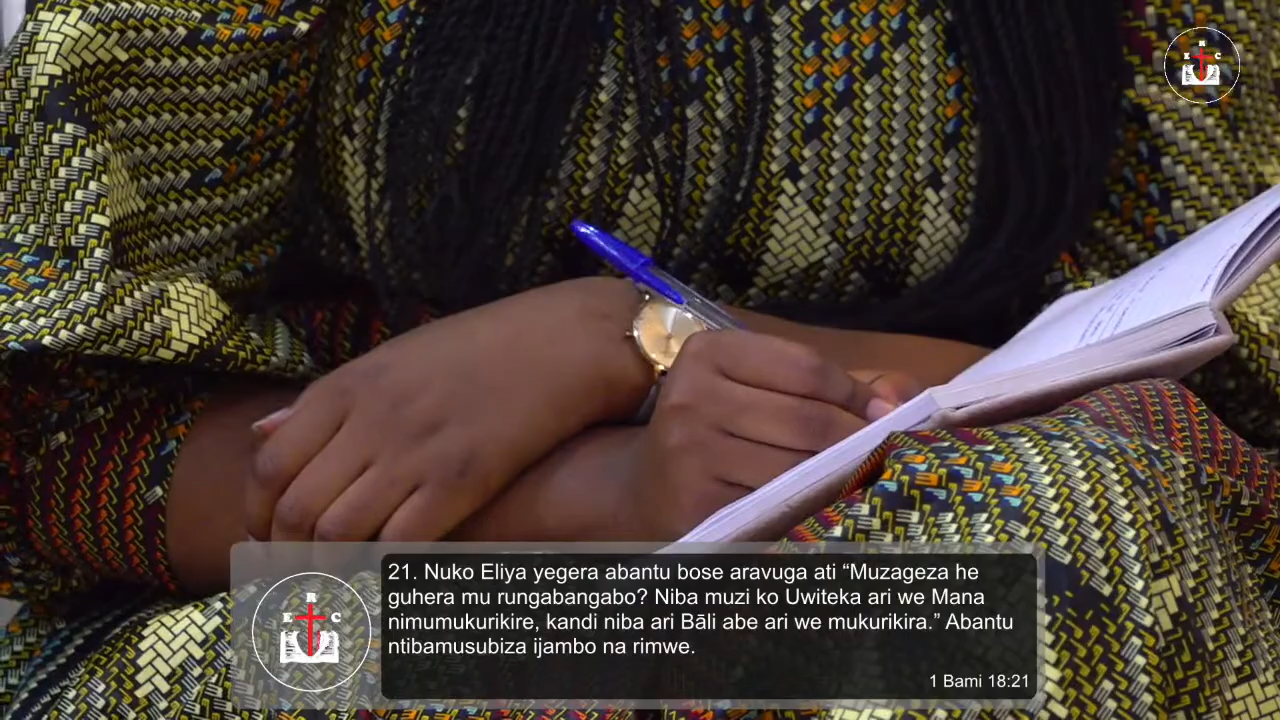 R
E C
21. Nuko Eliya yegera abantu bose aravuga ati “Muzageza he
guhera mu rungabangabo? Niba muzi ko Uwiteka ari we Mana
nimumukurikire, kandi niba ari Bāli abe ari we mukurikira.” Abantu
ntibamusubiza ijambo na rimwe.
1 Bami 18:21
R
E C